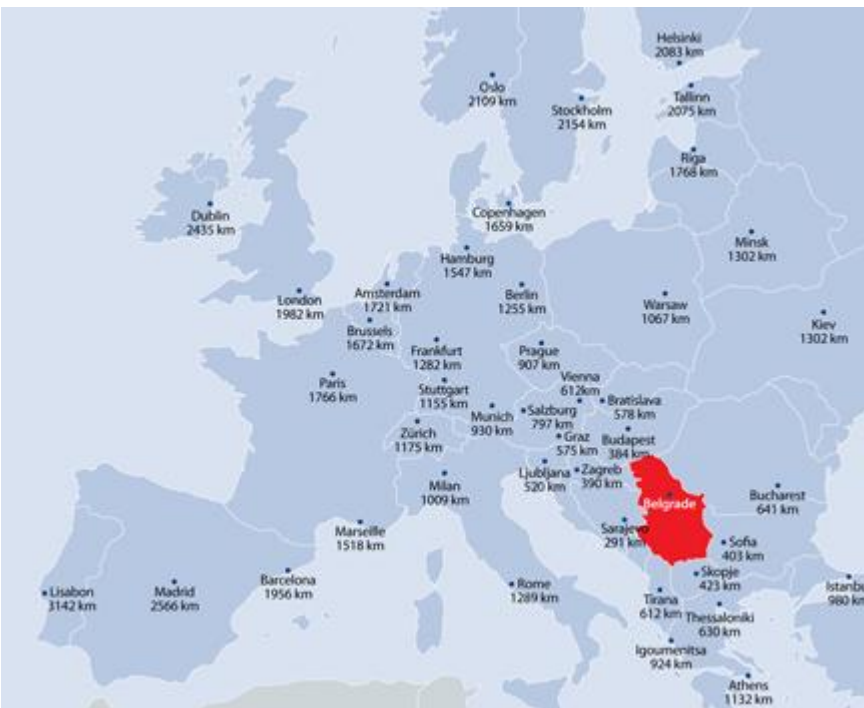 Helsinki
2083 km
Oslo
2109 km
Stockholm
2154 km
Tallinn
2075 km
Riga
1768 km
Dublin
2435 km
Copenhagen
1659 km
Minsk
1302 km
Hamburg
1547 km
London
1982 km
Amsterdam
1721 km
Berlin
1255 km
Warsaw
1067 km
Kiev
1302 km
Brussels
1672 km
Frankfurt
1282 km
Prague
907 km
Paris
1766 km
Stuttgart
1155 km
Vienna
612km
Bratislava
578 km
Munich
930 km
Salzburg
797 km
Zürich
1175 km
Graz
575 km
Budapest
384 km
Milan
1009 km
Ljubljana
520 km
Zagreb
390 km
Belgrade
Bucharest
641 km
Marseille
1518 km
Sarajevo
291 km
Sofia
403 km
Lisabon
3142 km
Madrid
2566 km
Barcelona
1956 km
Rome
1289 km
Skopje
423 km
Istanbu
980 km
Tirana
612 km
Thessaloniki
630 km
Igoumenitsa
924 km
Athens
1132 km